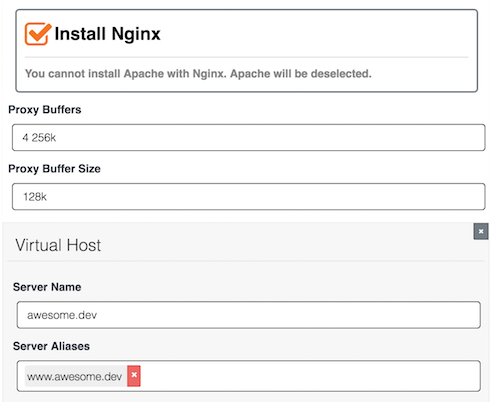 Install Nginx
You cannot install Apache with Nginx. Apache will be deselected.
Proxy Buffers
4 256k
Proxy Buffer Size
128k
Virtual Host
Server Name
awesome.dev
Server Aliases
www.awesome.dev